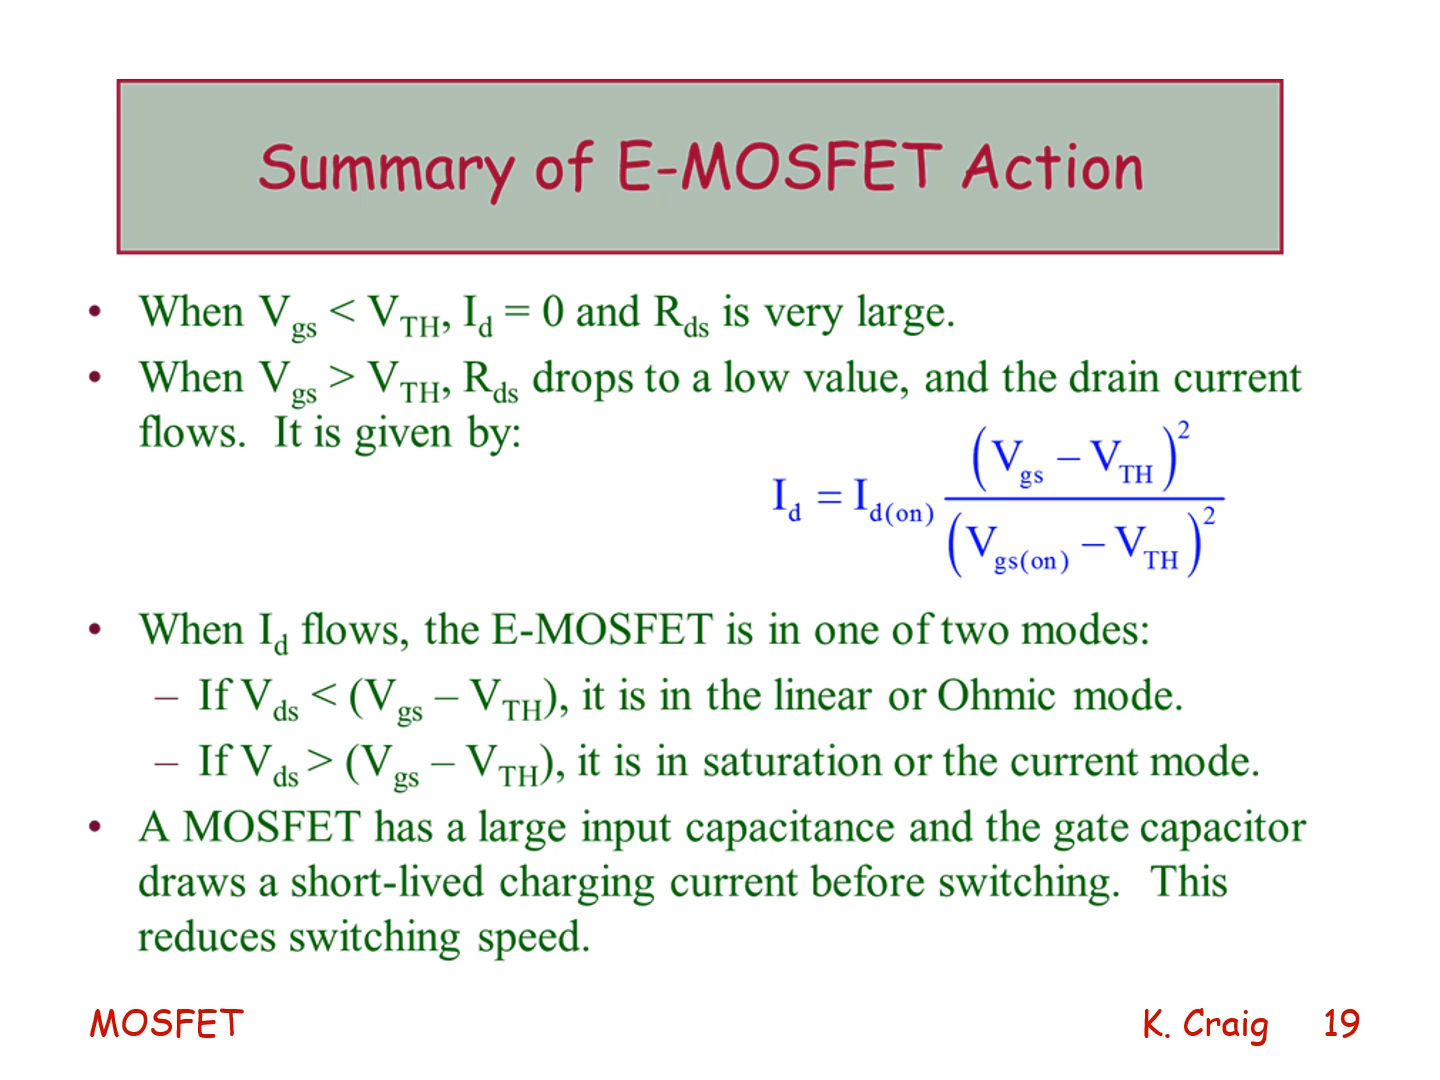 Summary of E-MOSFET Action
• When Vgs < VTH, Id = 0 and Rds is very large.
• When Vgs > VTH, Rds drops to a low value, and the drain current
flows. It is given by:
Id = Id(on) (Vgs – VTH)² / (Vgs(on) – VTH)²
• When Id flows, the E-MOSFET is in one of two modes:
– If Vds < (Vgs – VTH), it is in the linear or Ohmic mode.
– If Vds > (Vgs – VTH), it is in saturation or the current mode.
• A MOSFET has a large input capacitance and the gate capacitor
draws a short-lived charging current before switching. This
reduces switching speed.
MOSFET K. Craig 19